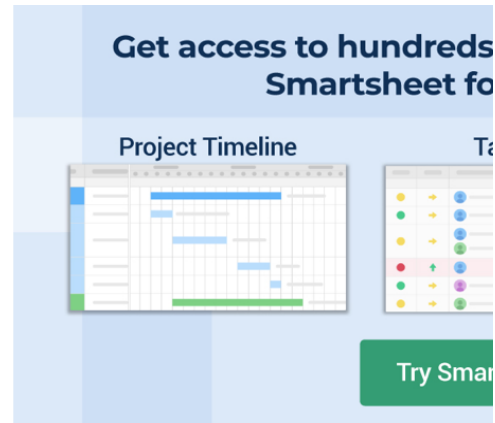 Get access to hundreds
Smartsheet fo
Project Timeline
Ta
Try Smar